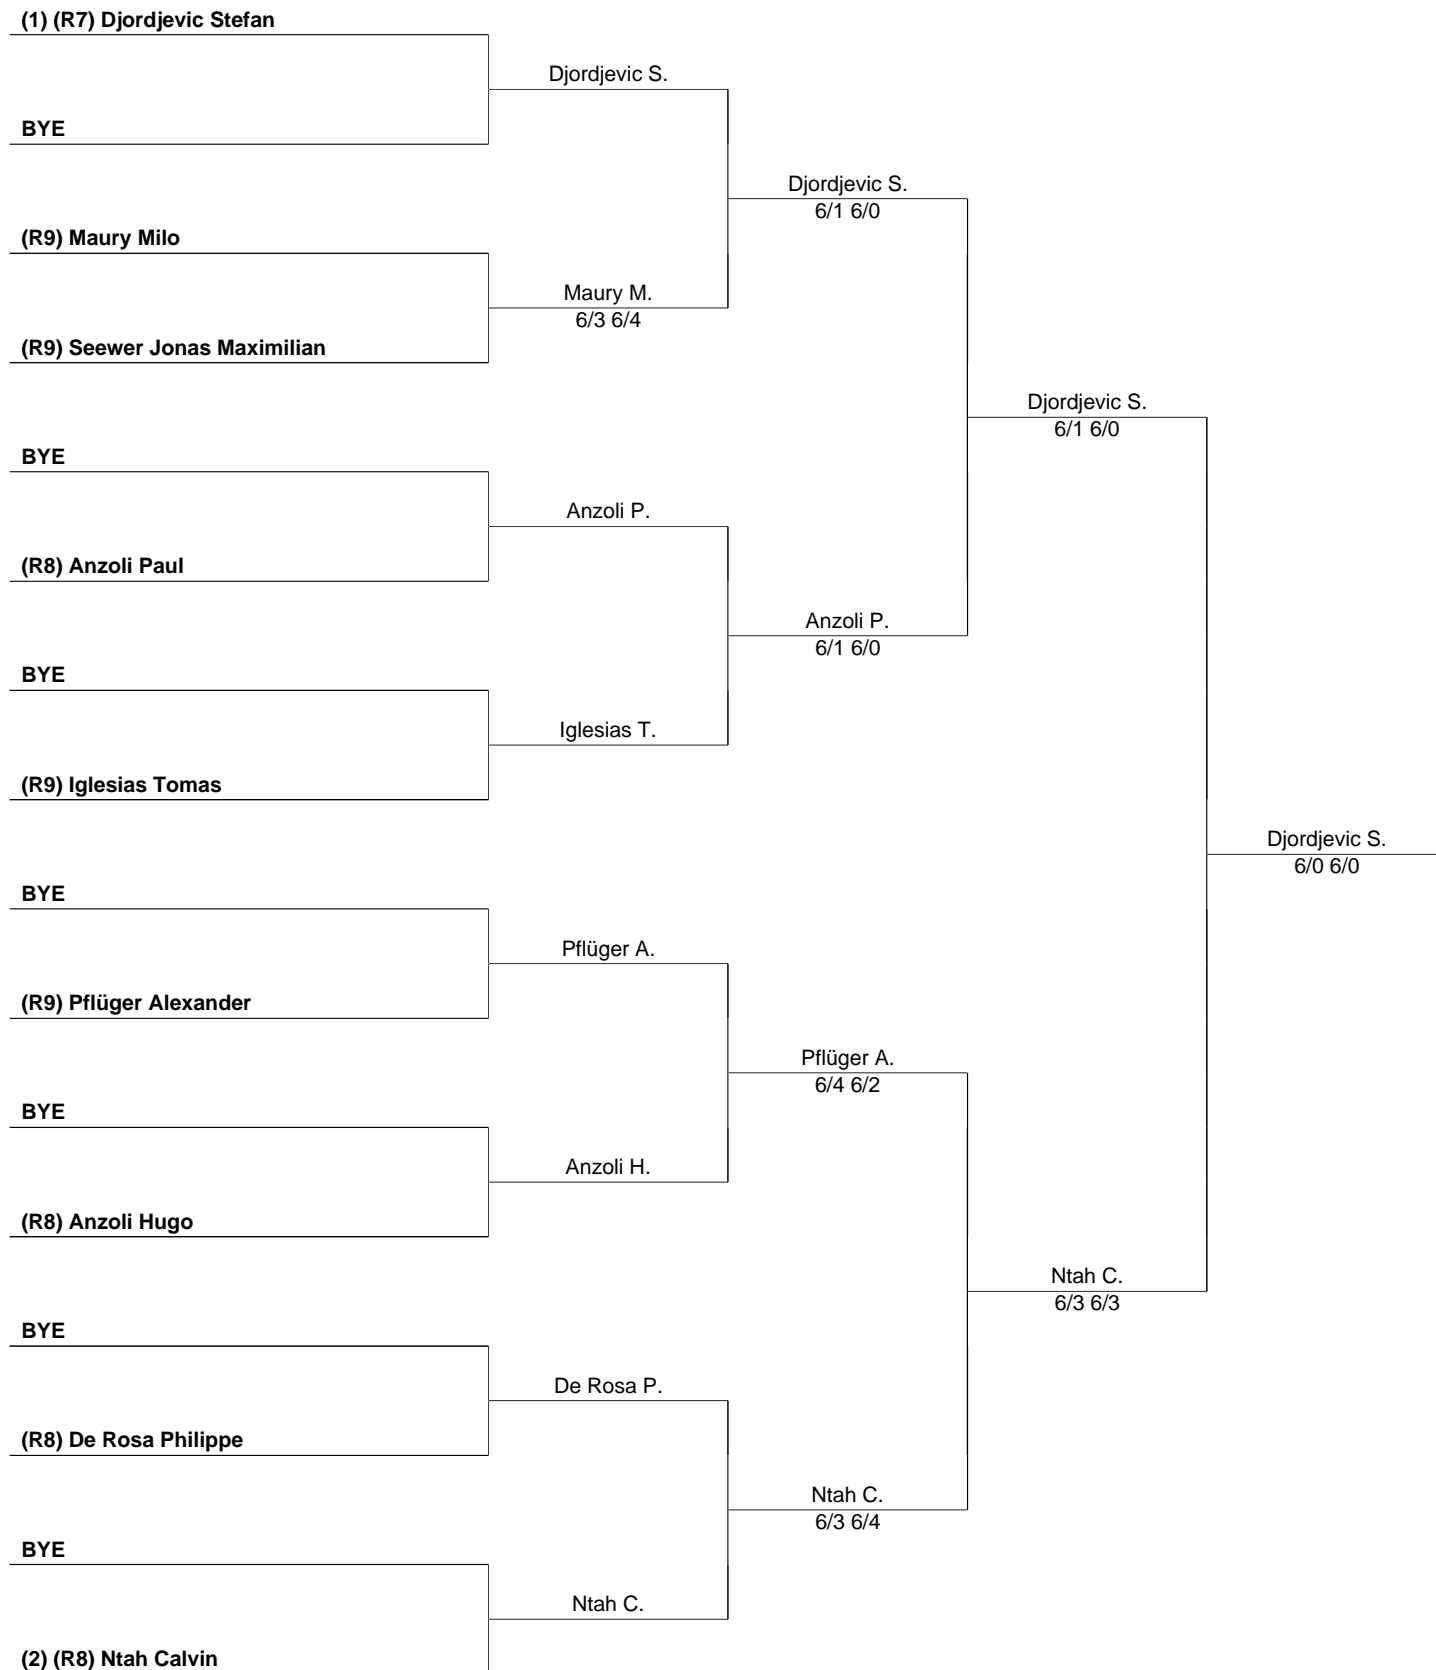 (1) (R7) Djordjevic Stefan
Djordjevic S.
BYE
Djordjevic S.
6/1 6/0
(R9) Maury Milo
Maury M.
6/3 6/4
(R9) Seewer Jonas Maximilian
Djordjevic S.
6/1 6/0
BYE
Anzoli P.
(R8) Anzoli Paul
Anzoli P.
6/1 6/0
BYE
Iglesias T.
(R9) Iglesias Tomas
Djordjevic S.
6/0 6/0
BYE
Pflüger A.
(R9) Pflüger Alexander
Pflüger A.
6/4 6/2
BYE
Anzoli H.
(R8) Anzoli Hugo
Ntah C.
6/3 6/3
BYE
De Rosa P.
(R8) De Rosa Philippe
Ntah C.
6/3 6/4
BYE
Ntah C.
(2) (R8) Ntah Calvin